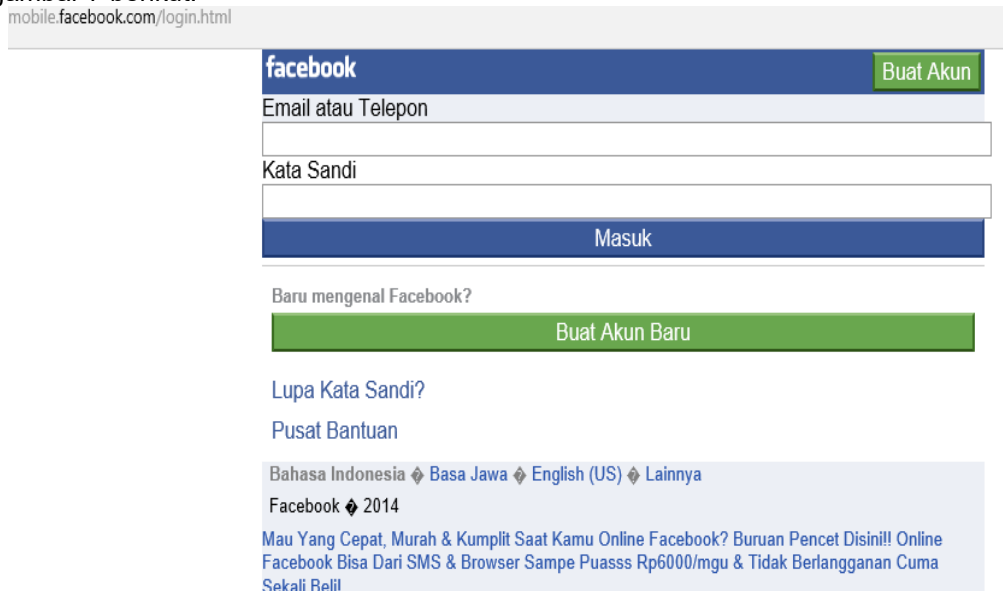 mobile.facebook.com/login.html
facebook
Buat Akun
Email atau Telepon
Kata Sandi
Masuk
Baru mengenal Facebook?
Buat Akun Baru
Lupa Kata Sandi?
Pusat Bantuan
Bahasa Indonesia � Basa Jawa � English (US) � Lainnya
Facebook � 2014
Mau Yang Cepat, Murah & Kumplit Saat Kamu Online Facebook? Buruan Pencet Disini!! Online
Facebook Bisa Dari SMS & Browser Sampe Puasss Rp6000/mgu & Tidak Berlangganan Cuma
Sekali Beli!